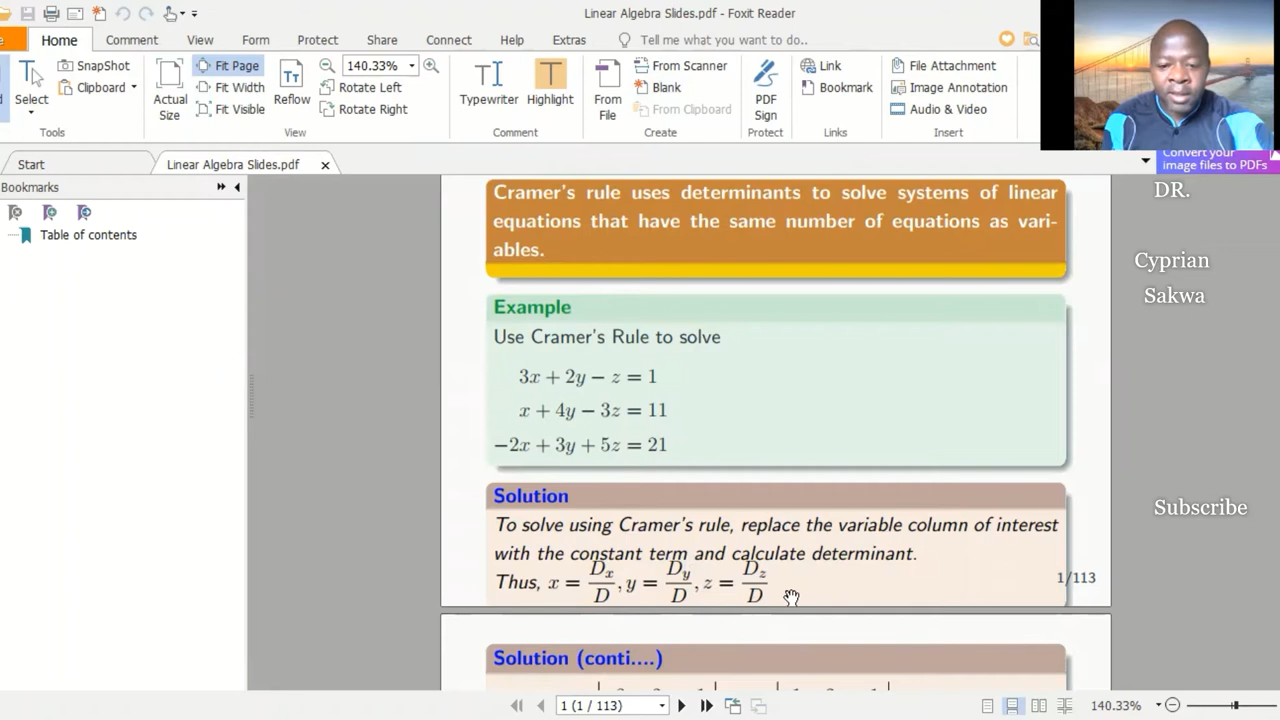 Linear Algebra Slides.pdf - Foxit Reader
Home Comment View Form Protect Share Connect Help Extras Tell me what you want to do..
Select
SnapShot
Clipboard
Tools
Actual Size
Fit Page
Fit Width
Fit Visible
Reflow
140.33%
Rotate Left
Rotate Right
View
Typewriter
Highlight
Comment
From File
From Scanner
Blank
From Clipboard
Create
PDF Sign
Protect
Link
Bookmark
Links
File Attachment
Image Annotation
Audio & Video
Insert
Start
Linear Algebra Slides.pdf
Convert your
image files to PDFs
Bookmarks
Table of contents
Cramer's rule uses determinants to solve systems of linear
equations that have the same number of equations as vari-
ables.
Example
Use Cramer's Rule to solve
3x + 2y − z = 1
x + 4y − 3z = 11
−2x + 3y + 5z = 21
Solution
To solve using Cramer's rule, replace the variable column of interest
with the constant term and calculate determinant.
Thus, x = Dx/D, y = Dy/D, z = Dz/D
1/113
Solution (conti....)
DR.
Cyprian
Sakwa
Subscribe
1 (1 / 113)
140.33%